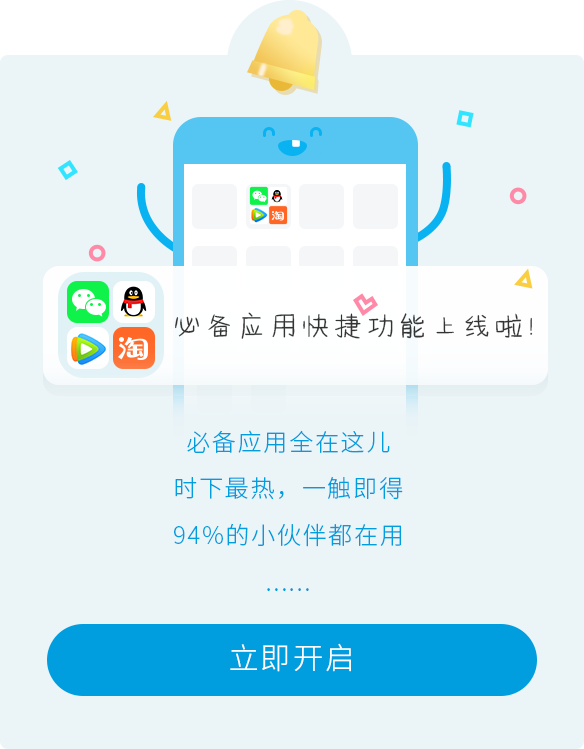 淘
淘
必备应用快捷功能上线啦!
必备应用全在这儿
时下最热，一触即得
94%的小伙伴都在用
......
立即开启